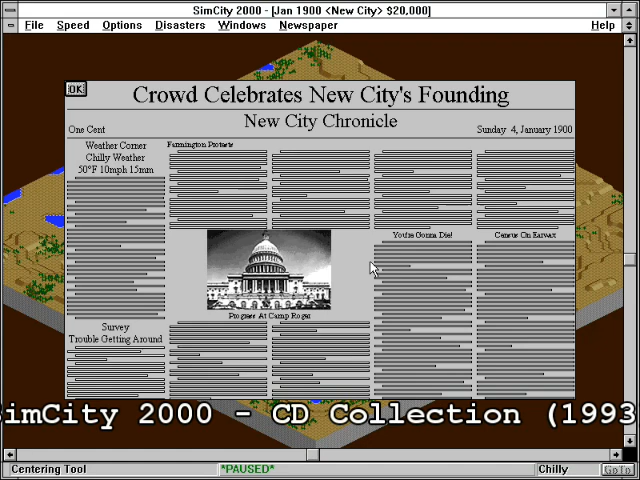 SimCity 2000 - [Jan 1900 <New City> $20,000]
File Speed Options Disasters Windows Newspaper Help
OK
Crowd Celebrates New City's Founding
New City Chronicle
One Cent
Sunday 4, January 1900
Weather Corner
Chilly Weather
50°F 10mph 15mm
Farmington Protests
You're Gonna Die!
Census On Earwax
Progress At Camp Roger
Survey
Trouble Getting Around
SimCity 2000 - CD Collection (1993
Centering Tool
*PAUSED*
Chilly
GoTo